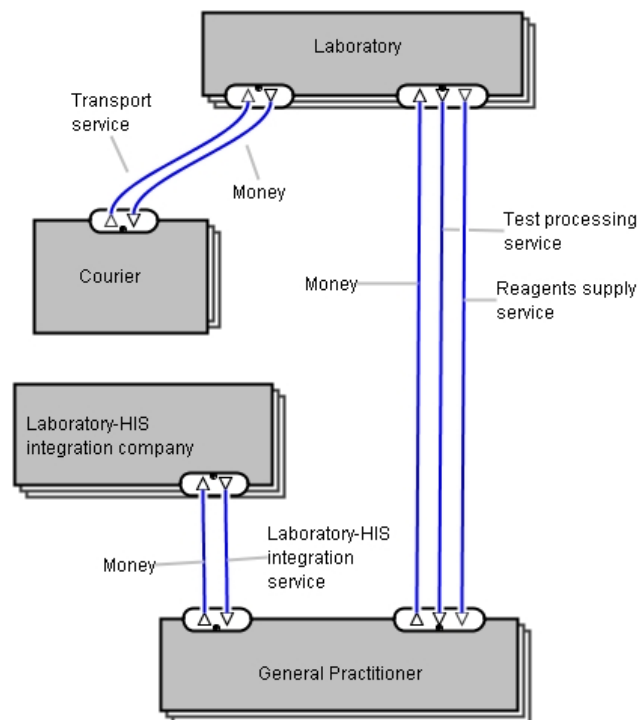 Laboratory
Transport
service
Money
Test processing
service
Courier
Money
Reagents supply
service
Laboratory-HIS
integration company
Laboratory-HIS
integration
service
Money
General Practitioner